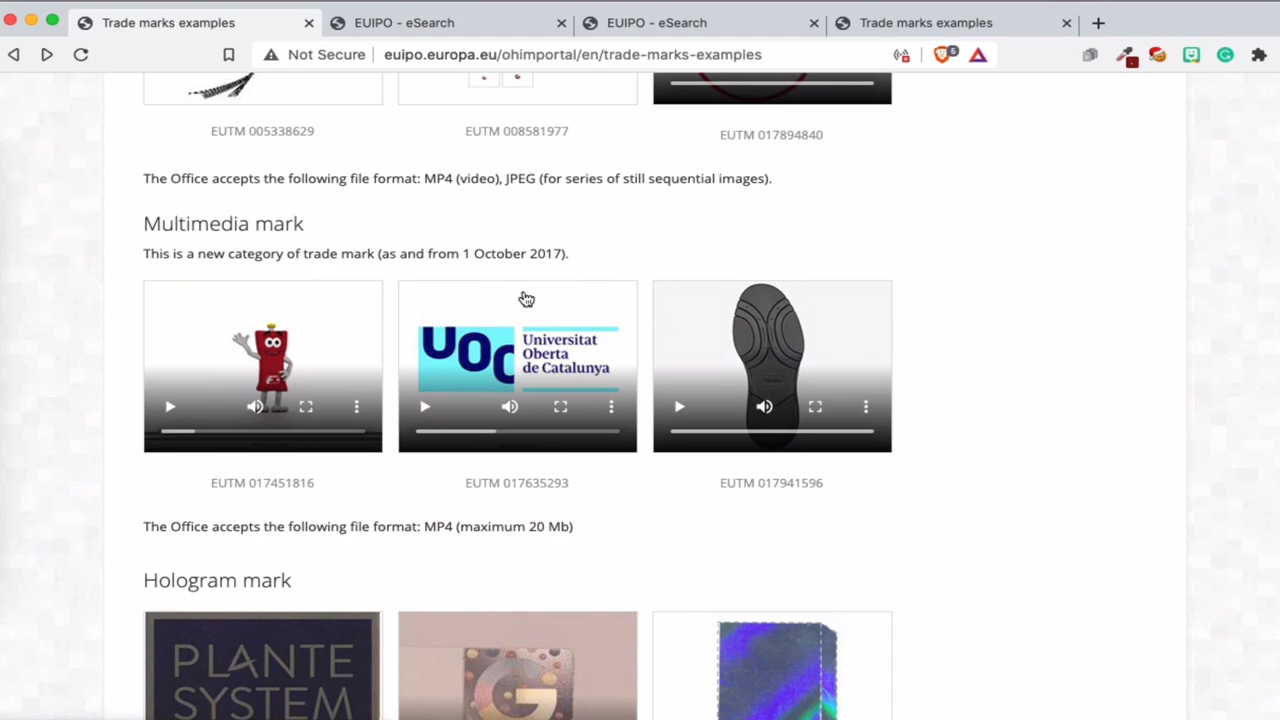 Trade marks examples
EUIPO - eSearch
EUIPO - eSearch
Trade marks examples
Not Secure
euipo.europa.eu/ohimportal/en/trade-marks-examples
5
EUTM 005338629
EUTM 008581977
EUTM 017894840
The Office accepts the following file format: MP4 (video), JPEG (for series of still sequential images).
Multimedia mark
This is a new category of trade mark (as and from 1 October 2017).
UOC
Universitat
Oberta
de Catalunya
EUTM 017451816
EUTM 017635293
EUTM 017941596
The Office accepts the following file format: MP4 (maximum 20 Mb)
Hologram mark
PLANTE
SYSTEM
G